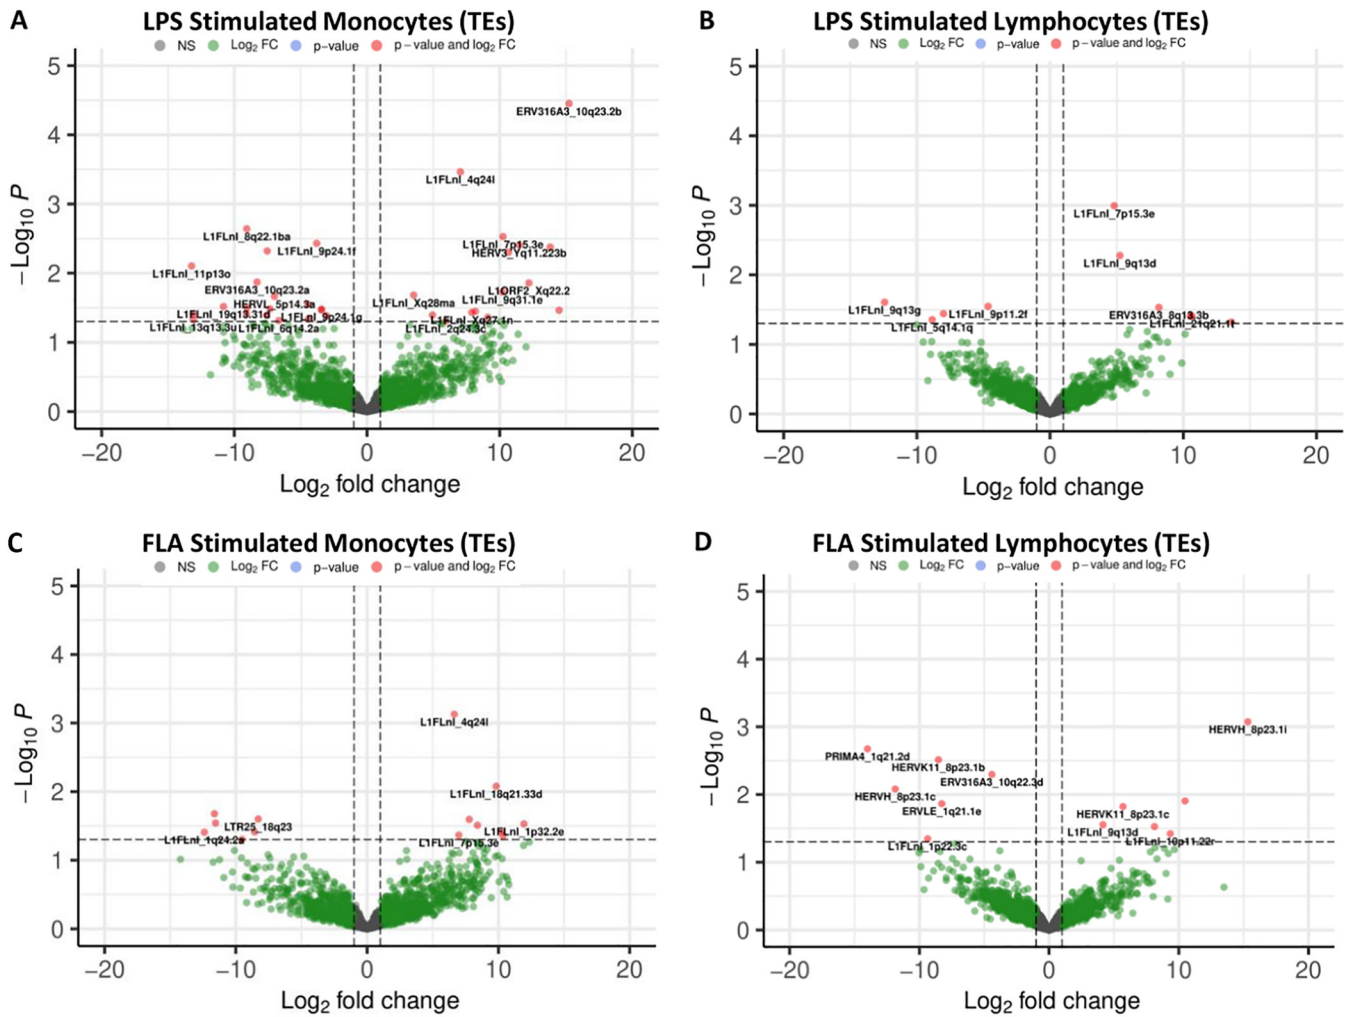 A LPS Stimulated Monocytes (TEs)
NS Log2 FC p-value p – value and log2 FC
5
4
3
2
1
0
−Log10 P
ERV316A3_10q23.2b
L1FLnI_4q24l
L1FLnI_8q22.1ba
L1FLnI_9p24.1f
L1FLnI_7p15.3e
HERV3_Yq11.223b
L1FLnI_11p13o
ERV316A3_10q23.2a
L1ORF2_Xq22.2
HERVL_5p14.3a
L1FLnI_Xq28ma
L1FLnI_9q31.1e
L1FLnI_19q13.31d
L1FLnI_9p24.1g
L1FLnI_Xq27.1n
L1FLnI_13q13.3u
L1FLnI_6q14.2a
L1FLnI_2q24.3c
−20 −10 0 10 20
Log2 fold change
B LPS Stimulated Lymphocytes (TEs)
NS Log2 FC p-value p – value and log2 FC
5
4
3
2
1
0
−Log10 P
L1FLnI_7p15.3e
L1FLnI_9q13d
L1FLnI_9q13g
L1FLnI_9p11.2f
ERV316A3_8q13.3b
L1FLnI_5q14.1q
L1FLnI_21q21.1t
−20 −10 0 10 20
Log2 fold change
C FLA Stimulated Monocytes (TEs)
NS Log2 FC p-value p – value and log2 FC
5
4
3
2
1
0
−Log10 P
L1FLnI_4q24l
L1FLnI_18q21.33d
LTR25_18q23
L1FLnI_1p32.2e
L1FLnI_1q24.2a
L1FLnI_7p15.3e
−20 −10 0 10 20
Log2 fold change
D FLA Stimulated Lymphocytes (TEs)
NS Log2 FC p-value p – value and log2 FC
5
4
3
2
1
0
−Log10 P
HERVH_8p23.1i
PRIMA4_1q21.2d
HERVK11_8p23.1b
ERV316A3_10q22.3d
HERVH_8p23.1c
ERVLE_1q21.1e
HERVK11_8p23.1c
L1FLnI_9q13d
L1FLnI_10p11.22r
L1FLnI_1p22.3c
−20 −10 0 10 20
Log2 fold change